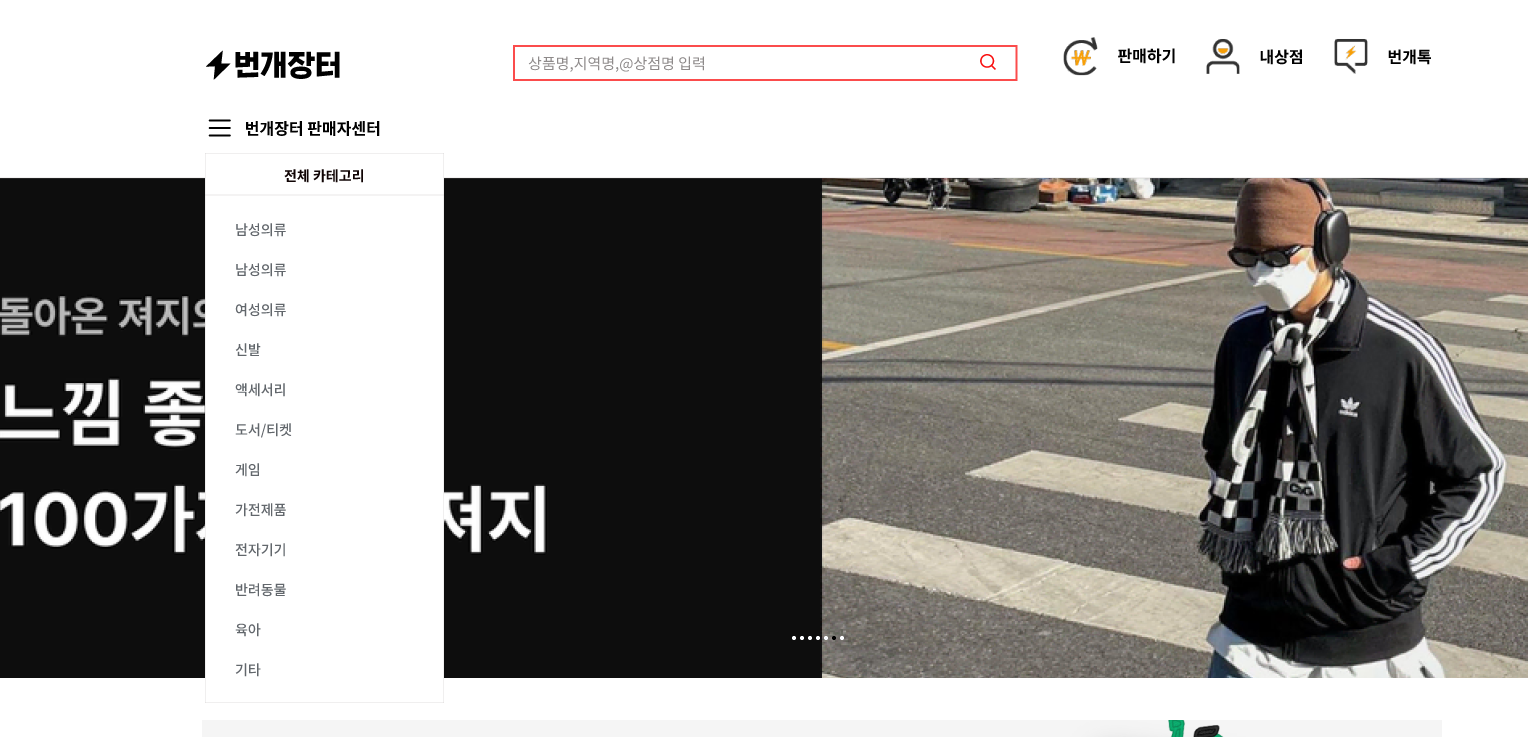 번개장터
상품명,지역명,@상점명 입력
판매하기
내상점
번개톡
번개장터 판매자센터
전체 카테고리
남성의류
남성의류
여성의류
신발
액세서리
도서/티켓
게임
가전제품
전자기기
반려동물
육아
기타
돌아온 져지의
느낌 좋
100가지 져지
adidas